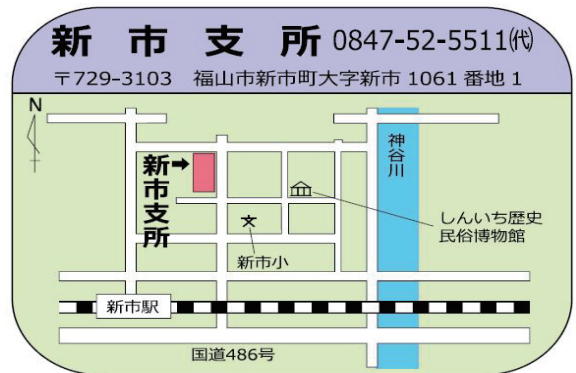 新市支所 0847-52-5511㈹
〒729-3103 福山市新市町大字新市 1061 番地 1
N
新市支所
➡
神谷川
しんいち歴史
民俗博物館
文
新市小
新市駅
国道486号